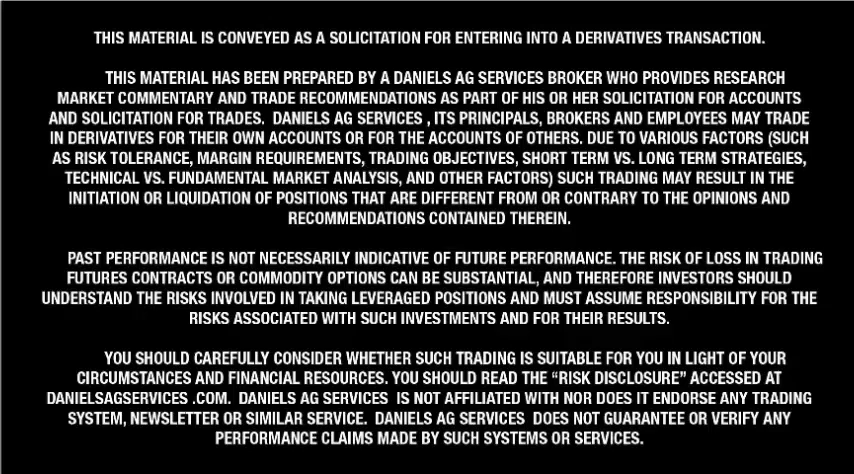 THIS MATERIAL IS CONVEYED AS A SOLICITATION FOR ENTERING INTO A DERIVATIVES TRANSACTION.
THIS MATERIAL HAS BEEN PREPARED BY A DANIELS AG SERVICES BROKER WHO PROVIDES RESEARCH
MARKET COMMENTARY AND TRADE RECOMMENDATIONS AS PART OF HIS OR HER SOLICITATION FOR ACCOUNTS
AND SOLICITATION FOR TRADES. DANIELS AG SERVICES , ITS PRINCIPALS, BROKERS AND EMPLOYEES MAY TRADE
IN DERIVATIVES FOR THEIR OWN ACCOUNTS OR FOR THE ACCOUNTS OF OTHERS. DUE TO VARIOUS FACTORS (SUCH
AS RISK TOLERANCE, MARGIN REQUIREMENTS, TRADING OBJECTIVES, SHORT TERM VS. LONG TERM STRATEGIES,
TECHNICAL VS. FUNDAMENTAL MARKET ANALYSIS, AND OTHER FACTORS) SUCH TRADING MAY RESULT IN THE
INITIATION OR LIQUIDATION OF POSITIONS THAT ARE DIFFERENT FROM OR CONTRARY TO THE OPINIONS AND
RECOMMENDATIONS CONTAINED THEREIN.
PAST PERFORMANCE IS NOT NECESSARILY INDICATIVE OF FUTURE PERFORMANCE. THE RISK OF LOSS IN TRADING
FUTURES CONTRACTS OR COMMODITY OPTIONS CAN BE SUBSTANTIAL, AND THEREFORE INVESTORS SHOULD
UNDERSTAND THE RISKS INVOLVED IN TAKING LEVERAGED POSITIONS AND MUST ASSUME RESPONSIBILITY FOR THE
RISKS ASSOCIATED WITH SUCH INVESTMENTS AND FOR THEIR RESULTS.
YOU SHOULD CAREFULLY CONSIDER WHETHER SUCH TRADING IS SUITABLE FOR YOU IN LIGHT OF YOUR
CIRCUMSTANCES AND FINANCIAL RESOURCES. YOU SHOULD READ THE “RISK DISCLOSURE” ACCESSED AT
DANIELSAGSERVICES .COM. DANIELS AG SERVICES IS NOT AFFILIATED WITH NOR DOES IT ENDORSE ANY TRADING
SYSTEM, NEWSLETTER OR SIMILAR SERVICE. DANIELS AG SERVICES DOES NOT GUARANTEE OR VERIFY ANY
PERFORMANCE CLAIMS MADE BY SUCH SYSTEMS OR SERVICES.